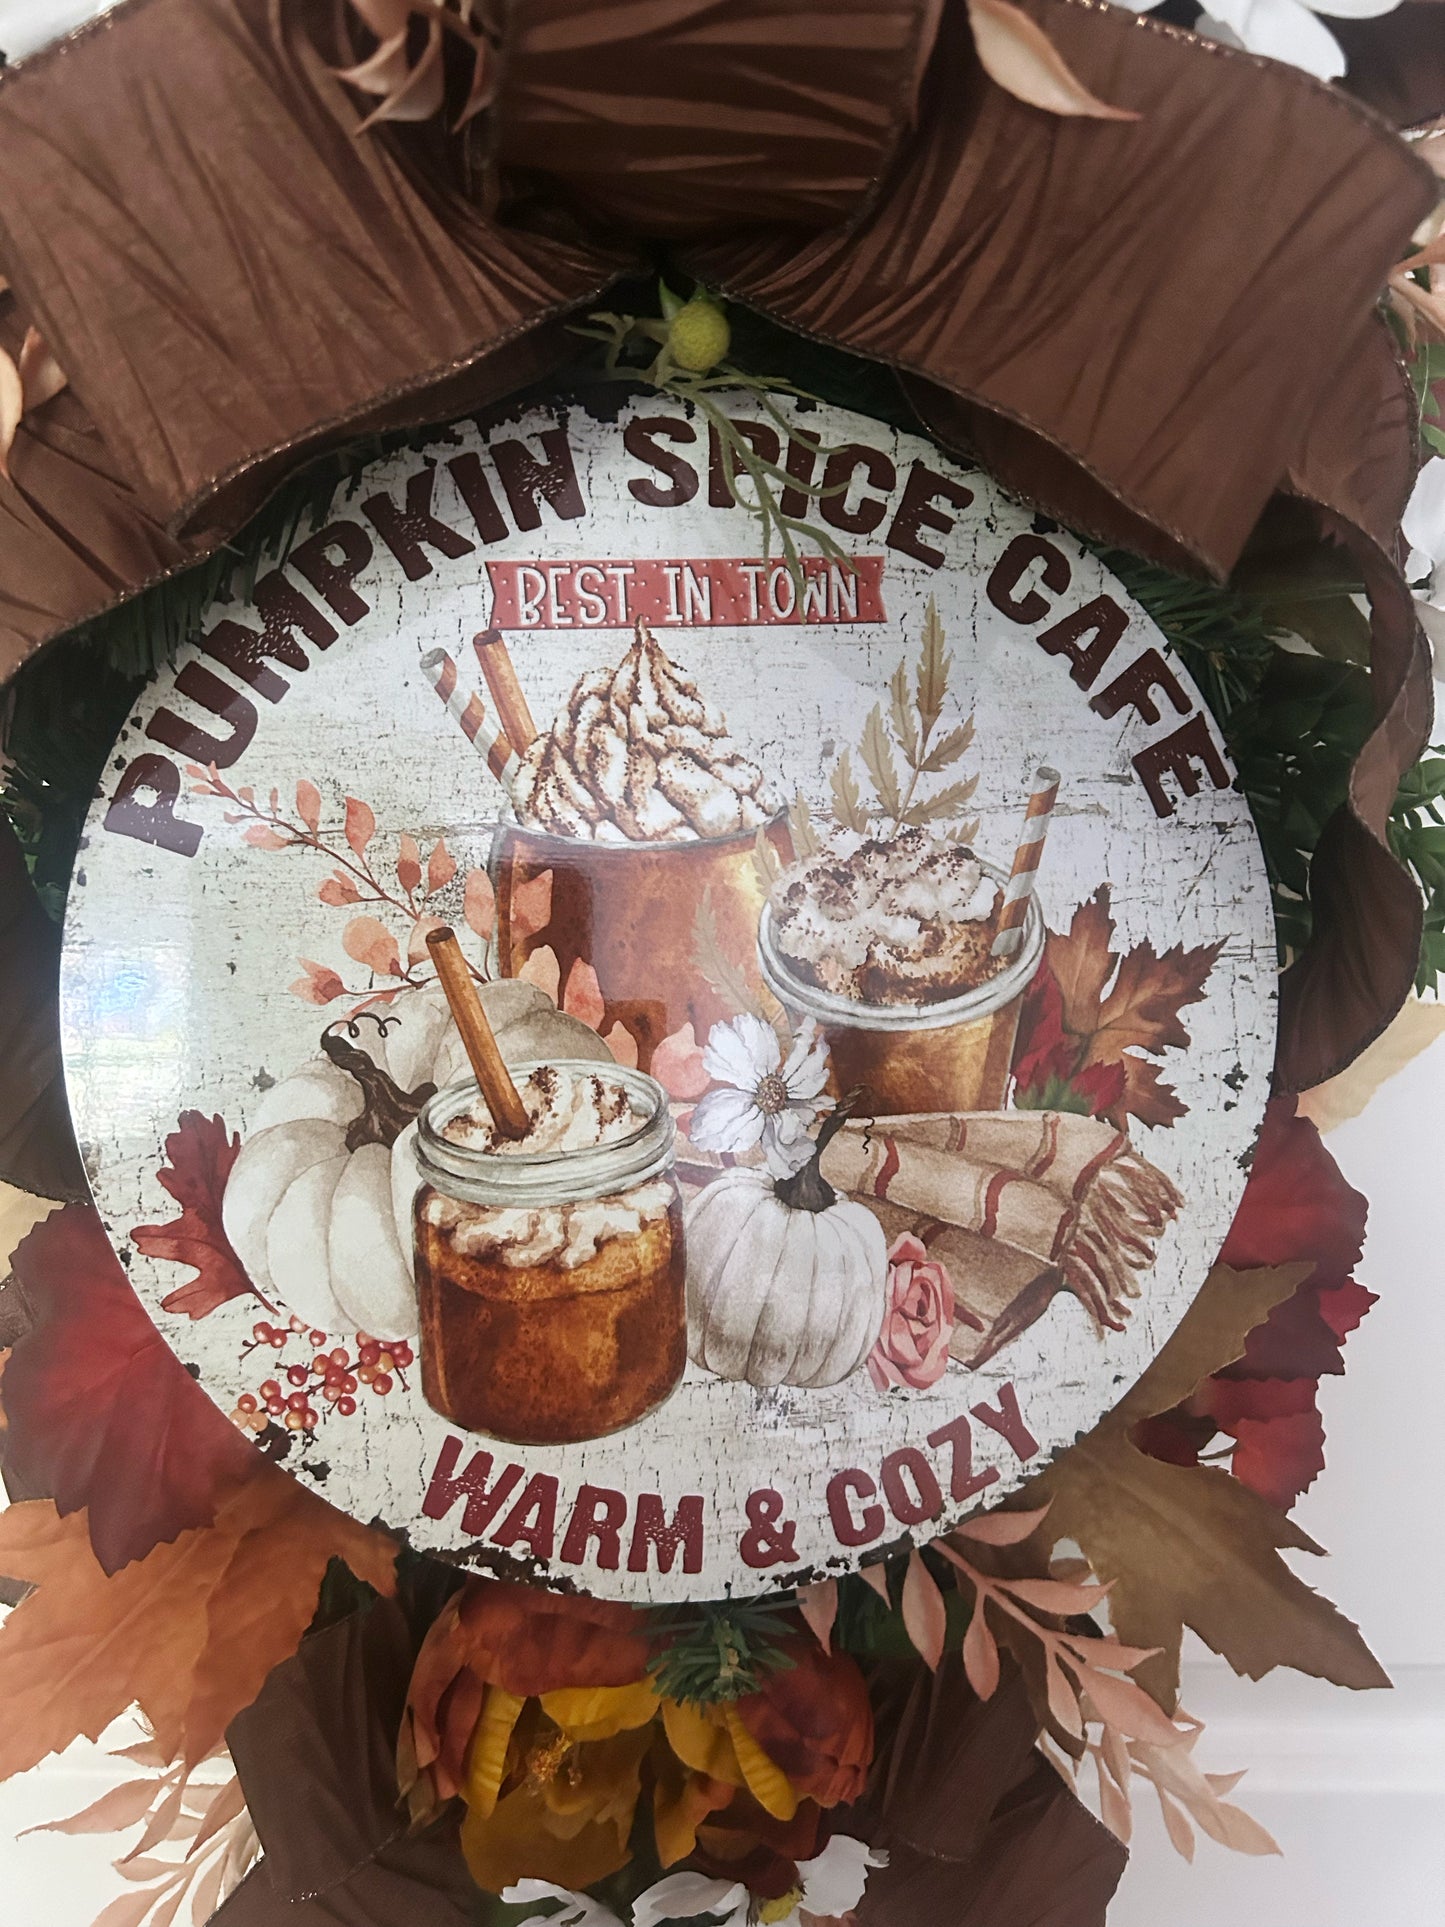 PUMPKIN SPICE CAFE
BEST IN TOWN
WARM & COZY